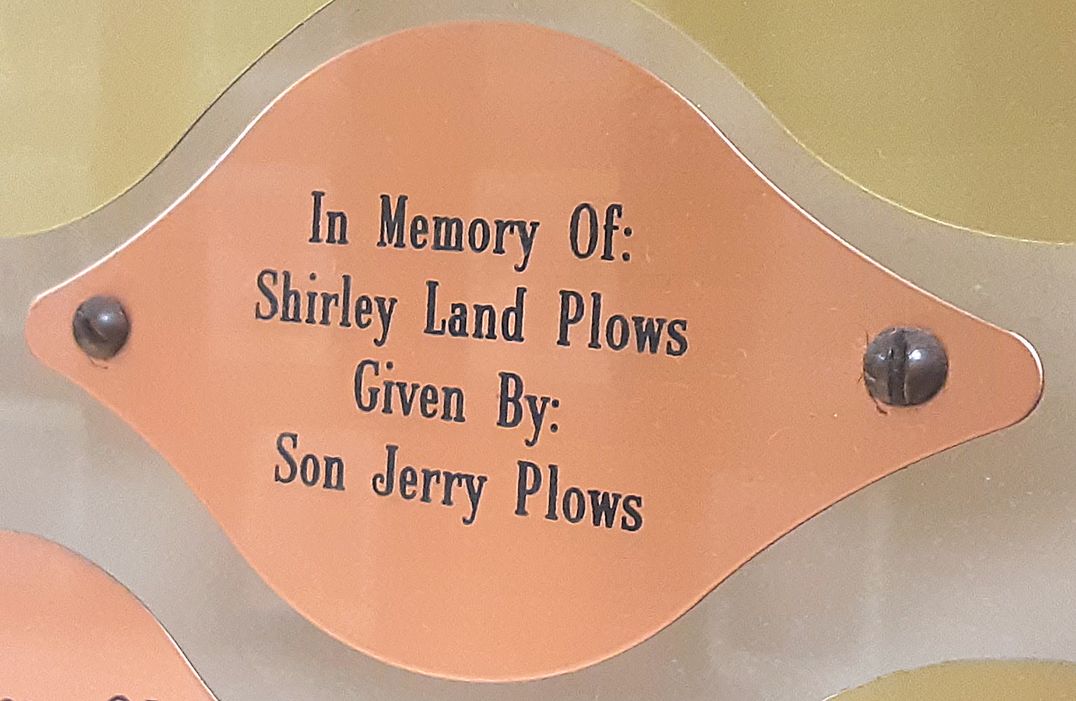 In Memory Of:
Shirley Land Plows
Given By:
Son Jerry Plows